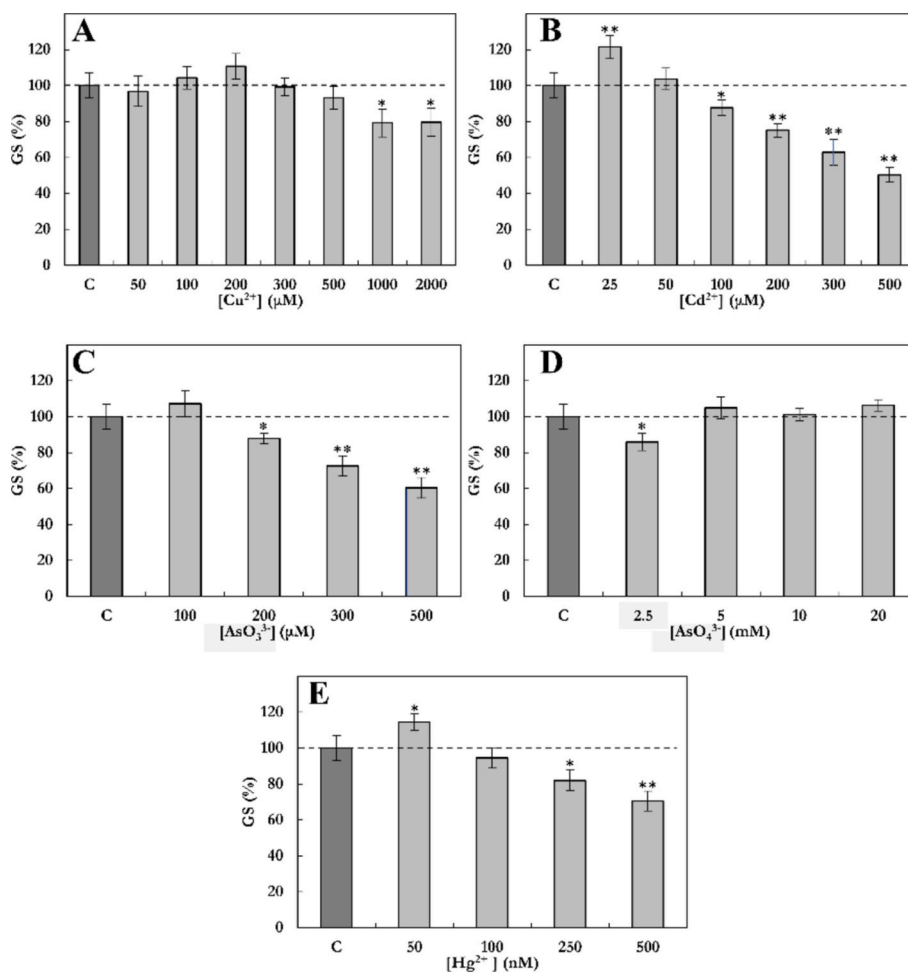 A
GS (%)
120
100
80
60
40
20
0
* *
C 50 100 200 300 500 1000 2000
[Cu²⁺] (μM)
B
GS (%)
120
100
80
60
40
20
0
** * ** ** **
C 25 50 100 200 300 500
[Cd²⁺] (μM)
C
GS (%)
120
100
80
60
40
20
0
* ** **
C 100 200 300 500
[AsO₃³⁻] (μM)
D
GS (%)
120
100
80
60
40
20
0
*
C 2.5 5 10 20
[AsO₄³⁻] (mM)
E
GS (%)
120
100
80
60
40
20
0
* * **
C 50 100 250 500
[Hg²⁺] (nM)